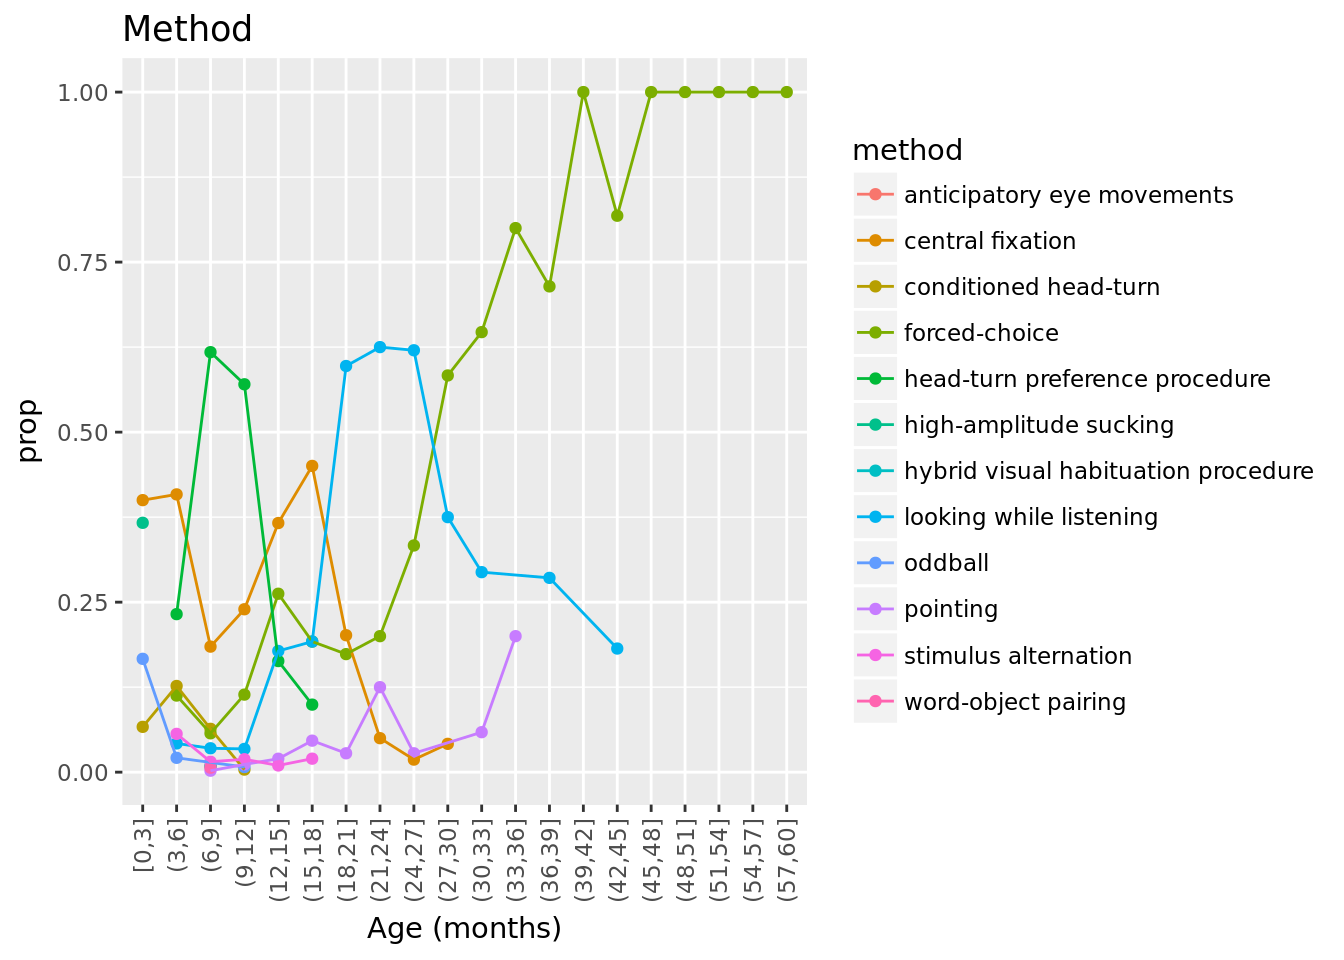 Method
1.00
0.75
0.50
0.25
0.00
prop
[0,3]
(3,6]
(6,9]
(9,12]
(12,15]
(15,18]
(18,21]
(21,24]
(24,27]
(27,30]
(30,33]
(33,36]
(36,39]
(39,42]
(42,45]
(45,48]
(48,51]
(51,54]
(54,57]
(57,60]
Age (months)
method
anticipatory eye movements
central fixation
conditioned head-turn
forced-choice
head-turn preference procedure
high-amplitude sucking
hybrid visual habituation procedure
looking while listening
oddball
pointing
stimulus alternation
word-object pairing